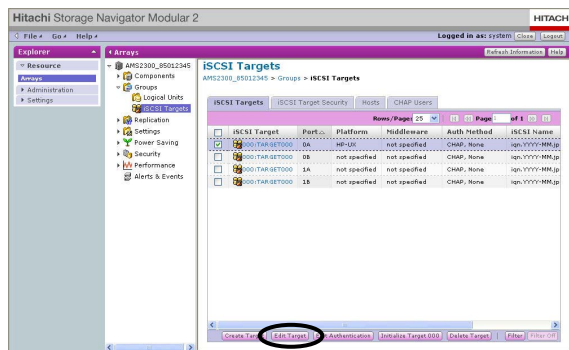 Hitachi Storage Navigator Modular 2
HITACHI
File Go Help
Logged in as: system Close Logout
Explorer
Arrays
Refresh Information Help
Resource
Arrays
Administration
Settings
AMS2300_85012345
Components
Groups
Logical Units
iSCSI Targets
Replication
Settings
Power Saving
Security
Performance
Alerts & Events
iSCSI Targets
AMS2300_85012345 > Groups > iSCSI Targets
iSCSI Targets iSCSI Target Security Hosts CHAP Users
Rows/Page: 25 Page of 1
iSCSI Target Port Platform Middleware Auth Method iSCSI Name
000:TARGET000 0A HP-UX not specified CHAP, None iqn.YYYY-MM.jp
000:TARGET000 0B not specified not specified CHAP, None iqn.YYYY-MM.jp
000:TARGET000 1A not specified not specified CHAP, None iqn.YYYY-MM.jp
000:TARGET000 1B not specified not specified CHAP, None iqn.YYYY-MM.jp
Create Target Edit Target Authentication Initialize Target 000 Delete Target Filter Filter Off